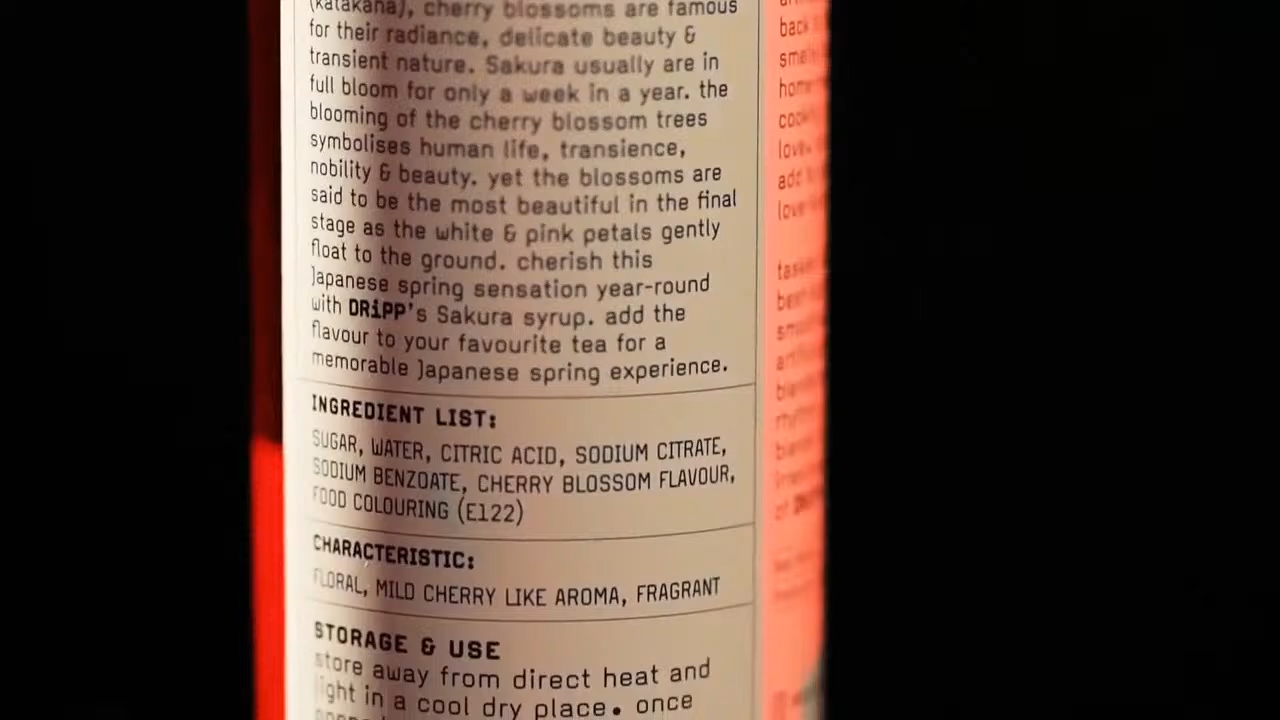 (katakana), cherry blossoms are famous
for their radiance, delicate beauty &
transient nature. Sakura usually are in
full bloom for only a week in a year. the
blooming of the cherry blossom trees
symbolises human life, transience,
nobility & beauty. yet the blossoms are
said to be the most beautiful in the final
stage as the white & pink petals gently
float to the ground. cherish this
Japanese spring sensation year-round
with DRiPP's Sakura syrup. add the
flavour to your favourite tea for a
memorable Japanese spring experience.
INGREDIENT LIST:
SUGAR, WATER, CITRIC ACID, SODIUM CITRATE,
SODIUM BENZOATE, CHERRY BLOSSOM FLAVOUR,
FOOD COLOURING (E122)
CHARACTERISTIC:
FLORAL, MILD CHERRY LIKE AROMA, FRAGRANT
STORAGE & USE
store away from direct heat and
light in a cool dry place. once
back